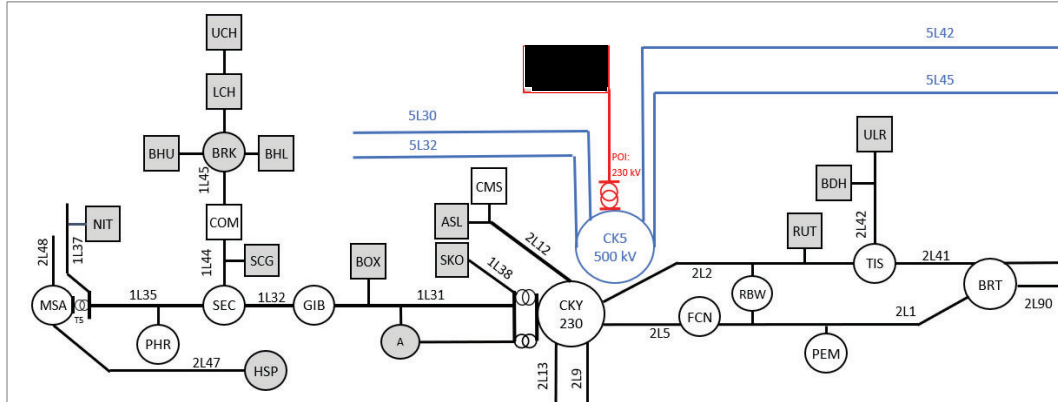 UCH
5L42
LCH
5L45
5L30
ULR
BHU
BRK
BHL
5L32
POI:
230 kV
1L45
CMS
BDH
COM
ASL
2L42
NIT
CK5
500 kV
RUT
2L48
1L37
1L44
SCG
BOX
SKO
1L38
2L12
2L2
TIS
2L41
MSA
T5
1L35
SEC
1L32
GIB
1L31
CKY
230
RBW
BRT
2L90
PHR
A
2L5
FCN
2L1
PEM
2L47
HSP
2L13
2L9